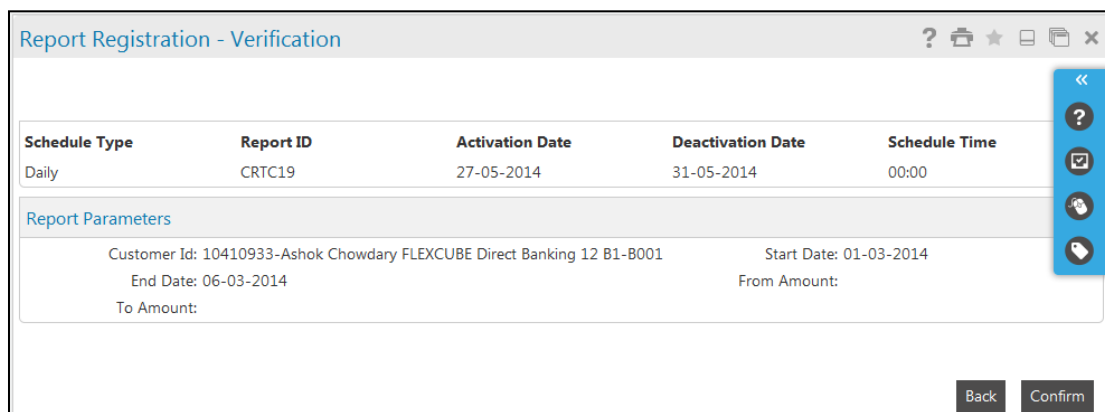 Report Registration - Verification
Schedule Type Report ID Activation Date Deactivation Date Schedule Time
Daily CRTC19 27-05-2014 31-05-2014 00:00
Report Parameters
Customer Id: 10410933-Ashok Chowdary FLEXCUBE Direct Banking 12 B1-B001 Start Date: 01-03-2014
End Date: 06-03-2014 From Amount:
To Amount:
Back Confirm